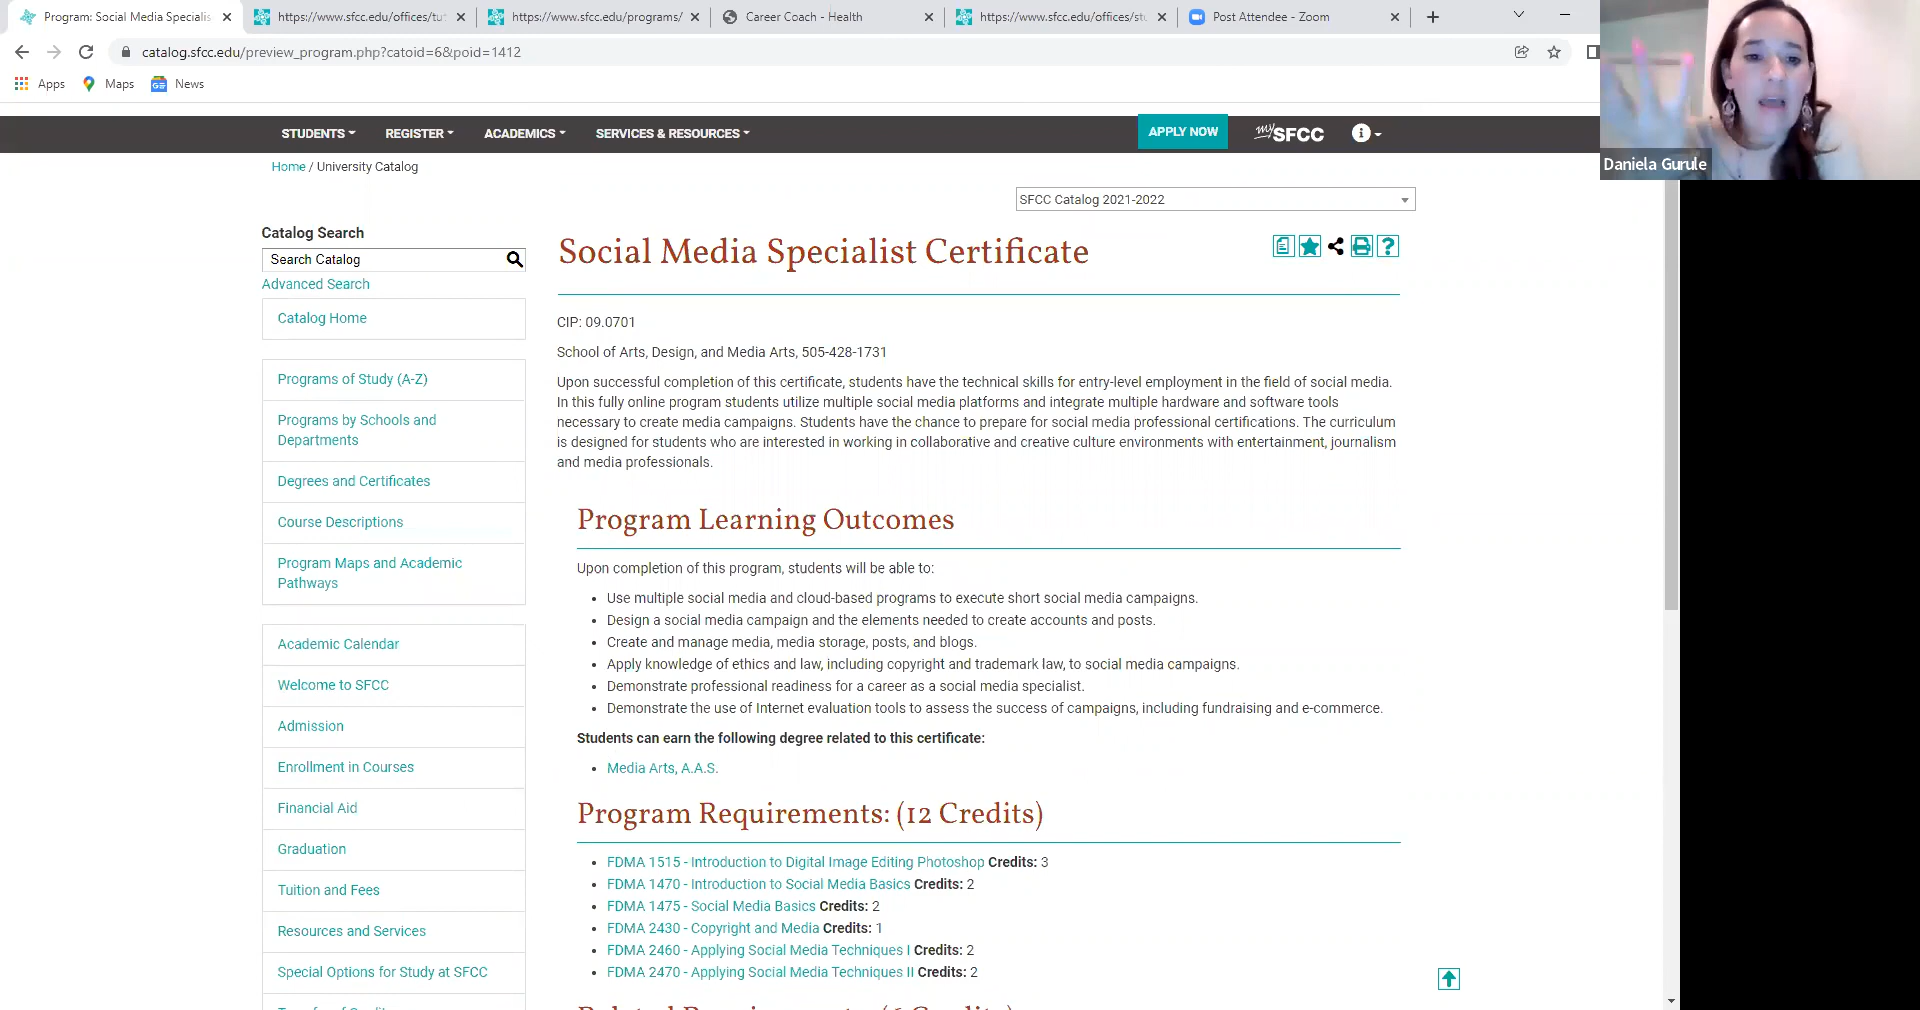 Program: Social Media Specialis
https://www.sfcc.edu/offices/tut
https://www.sfcc.edu/programs/
Career Coach - Health
https://www.sfcc.edu/offices/stu
Post Attendee - Zoom
catalog.sfcc.edu/preview_program.php?catoid=6&poid=1412
Apps
Maps
News
Daniela Gurule
STUDENTS
REGISTER
ACADEMICS
SERVICES & RESOURCES
APPLY NOW
mySFCC
Home / University Catalog
SFCC Catalog 2021-2022
Catalog Search
Search Catalog
Advanced Search
Catalog Home
Programs of Study (A-Z)
Programs by Schools and
Departments
Degrees and Certificates
Course Descriptions
Program Maps and Academic
Pathways
Academic Calendar
Welcome to SFCC
Admission
Enrollment in Courses
Financial Aid
Graduation
Tuition and Fees
Resources and Services
Special Options for Study at SFCC
Social Media Specialist Certificate
CIP: 09.0701
School of Arts, Design, and Media Arts, 505-428-1731
Upon successful completion of this certificate, students have the technical skills for entry-level employment in the field of social media.
In this fully online program students utilize multiple social media platforms and integrate multiple hardware and software tools
necessary to create media campaigns. Students have the chance to prepare for social media professional certifications. The curriculum
is designed for students who are interested in working in collaborative and creative culture environments with entertainment, journalism
and media professionals.
Program Learning Outcomes
Upon completion of this program, students will be able to:
• Use multiple social media and cloud-based programs to execute short social media campaigns.
• Design a social media campaign and the elements needed to create accounts and posts.
• Create and manage media, media storage, posts, and blogs.
• Apply knowledge of ethics and law, including copyright and trademark law, to social media campaigns.
• Demonstrate professional readiness for a career as a social media specialist.
• Demonstrate the use of Internet evaluation tools to assess the success of campaigns, including fundraising and e-commerce.
Students can earn the following degree related to this certificate:
• Media Arts, A.A.S.
Program Requirements: (12 Credits)
• FDMA 1515 - Introduction to Digital Image Editing Photoshop Credits: 3
• FDMA 1470 - Introduction to Social Media Basics Credits: 2
• FDMA 1475 - Social Media Basics Credits: 2
• FDMA 2430 - Copyright and Media Credits: 1
• FDMA 2460 - Applying Social Media Techniques I Credits: 2
• FDMA 2470 - Applying Social Media Techniques II Credits: 2